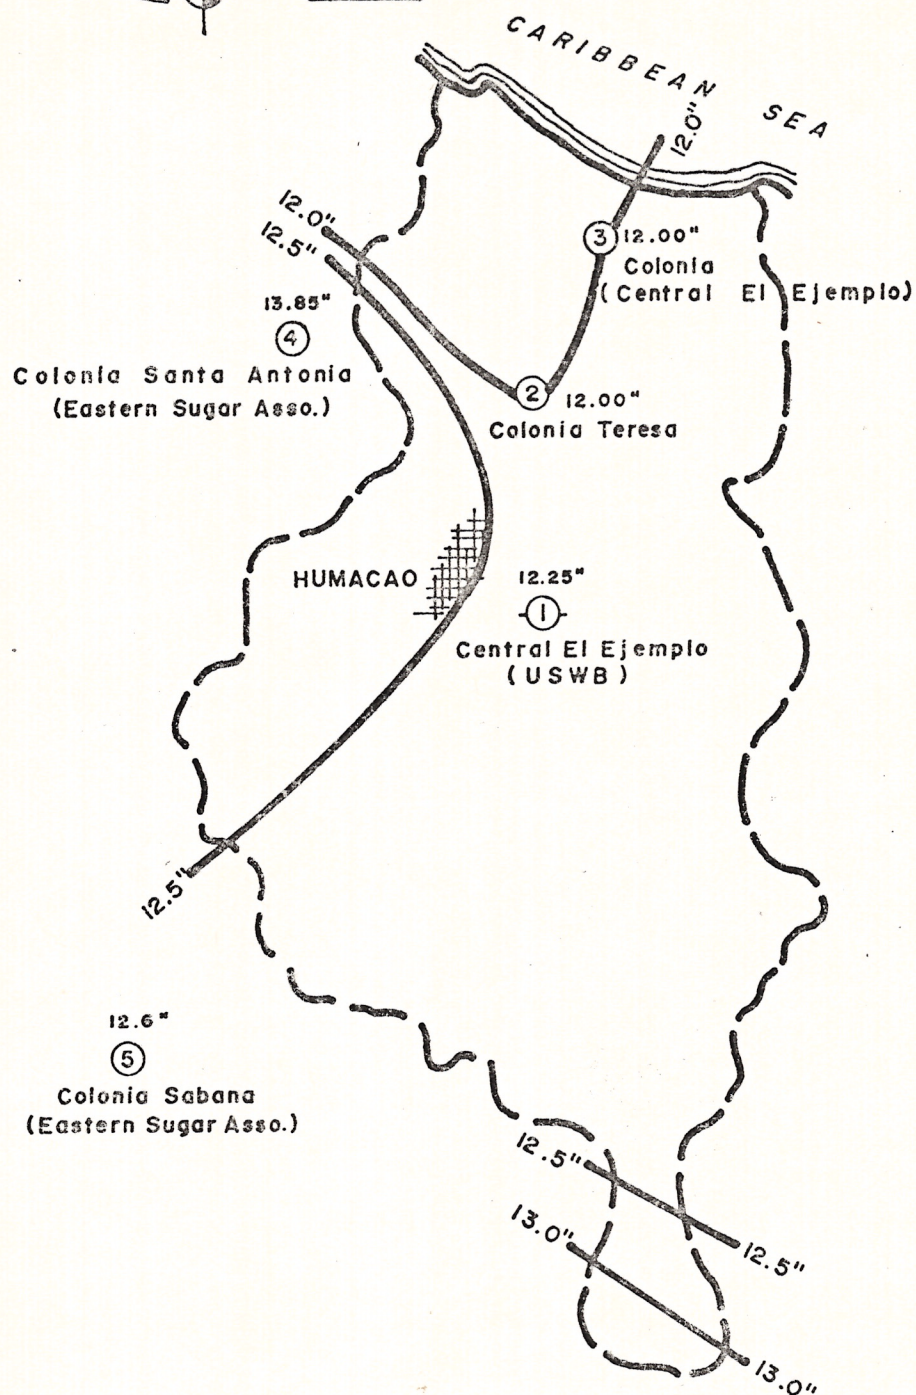 CARIBBEAN SEA
12.0"
12.0"
12.5"
3 12.00"
Colonia
(Central El Ejemplo)
13.85"
4
Colonia Santa Antonia
(Eastern Sugar Asso.)
2 12.00"
Colonia Teresa
HUMACAO
12.25"
1
Central El Ejemplo
(USWB)
12.5"
12.6"
5
Colonia Sabana
(Eastern Sugar Asso.)
12.5"
12.5"
13.0"
13.0"